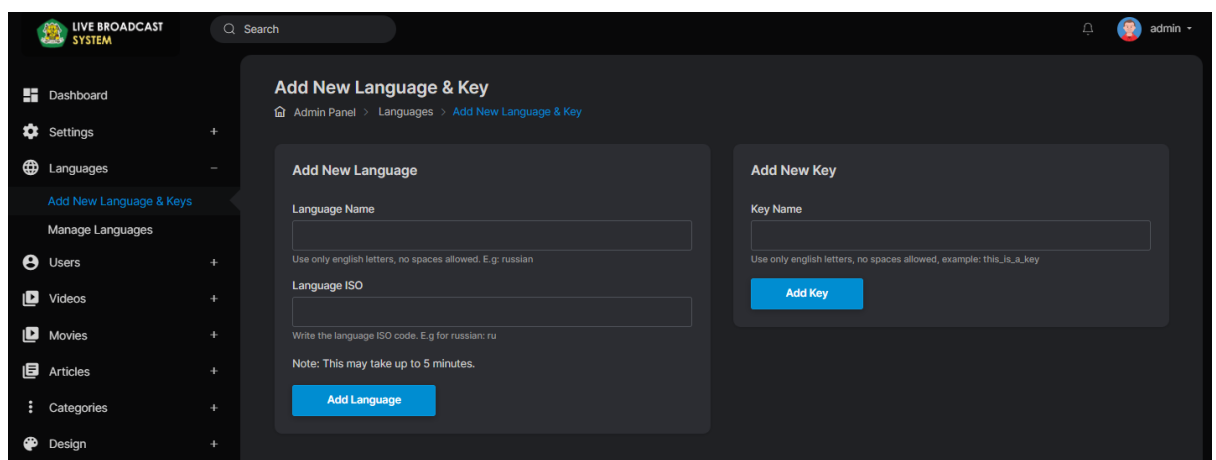 LIVE BROADCAST
SYSTEM
Search
admin
Dashboard
Settings +
Languages −
Add New Language & Keys
Manage Languages
Users +
Videos +
Movies +
Articles +
Categories +
Design +
Add New Language & Key
Admin Panel > Languages > Add New Language & Key
Add New Language
Language Name
Use only english letters, no spaces allowed. E.g: russian
Language ISO
Write the language ISO code. E.g for russian: ru
Note: This may take up to 5 minutes.
Add Language
Add New Key
Key Name
Use only english letters, no spaces allowed, example: this_is_a_key
Add Key